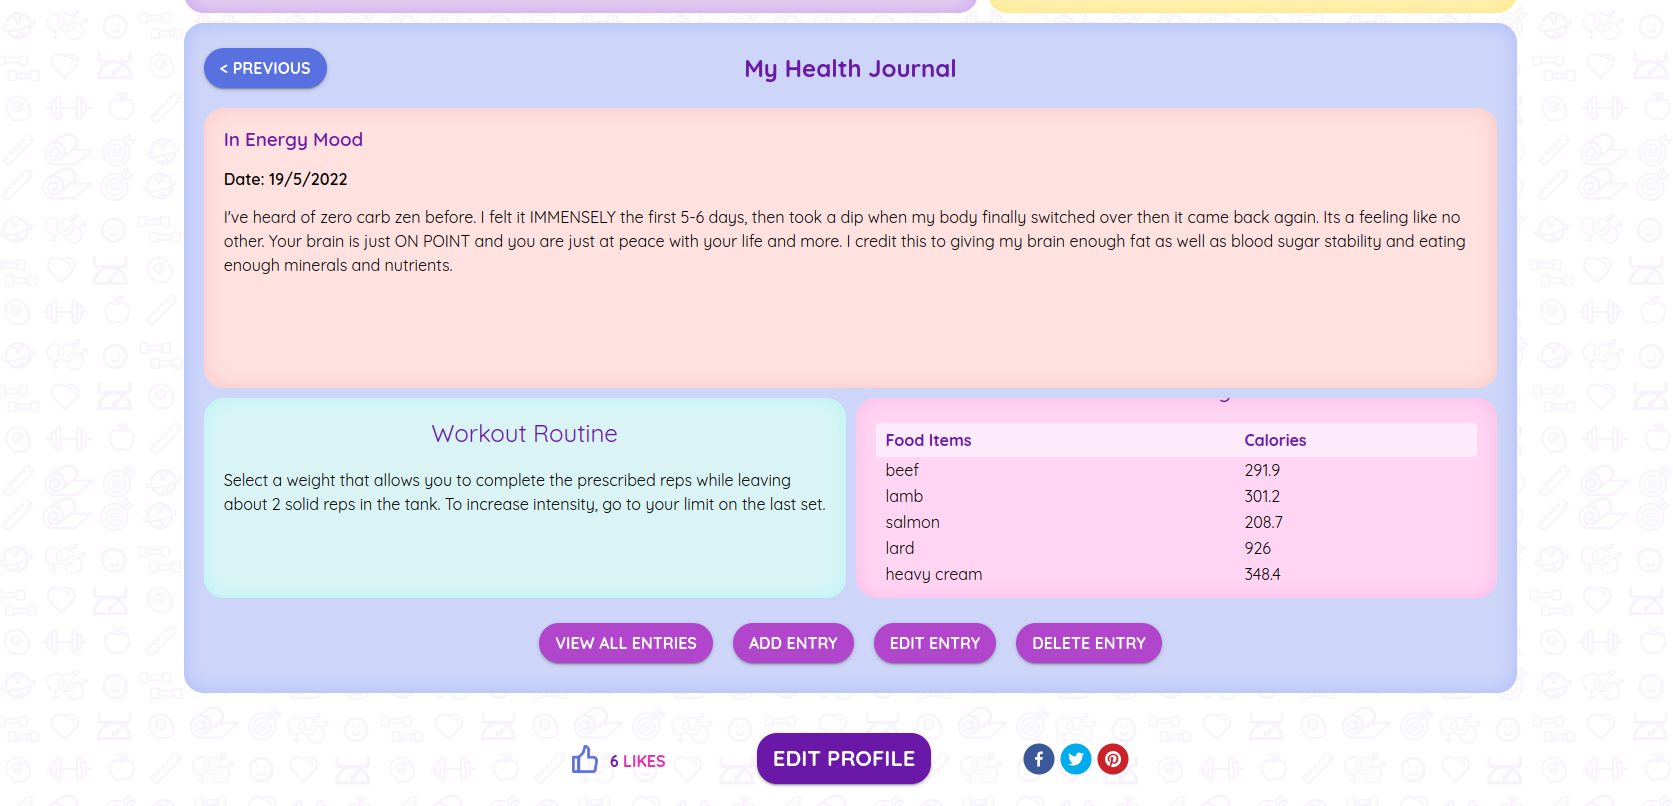 < PREVIOUS
My Health Journal
In Energy Mood
Date: 19/5/2022
I've heard of zero carb zen before. I felt it IMMENSELY the first 5-6 days, then took a dip when my body finally switched over then it came back again. Its a feeling like no
other. Your brain is just ON POINT and you are just at peace with your life and more. I credit this to giving my brain enough fat as well as blood sugar stability and eating
enough minerals and nutrients.
Workout Routine
Select a weight that allows you to complete the prescribed reps while leaving
about 2 solid reps in the tank. To increase intensity, go to your limit on the last set.
Food Items Calories
beef 291.9
lamb 301.2
salmon 208.7
lard 926
heavy cream 348.4
VIEW ALL ENTRIES ADD ENTRY EDIT ENTRY DELETE ENTRY
6 LIKES EDIT PROFILE